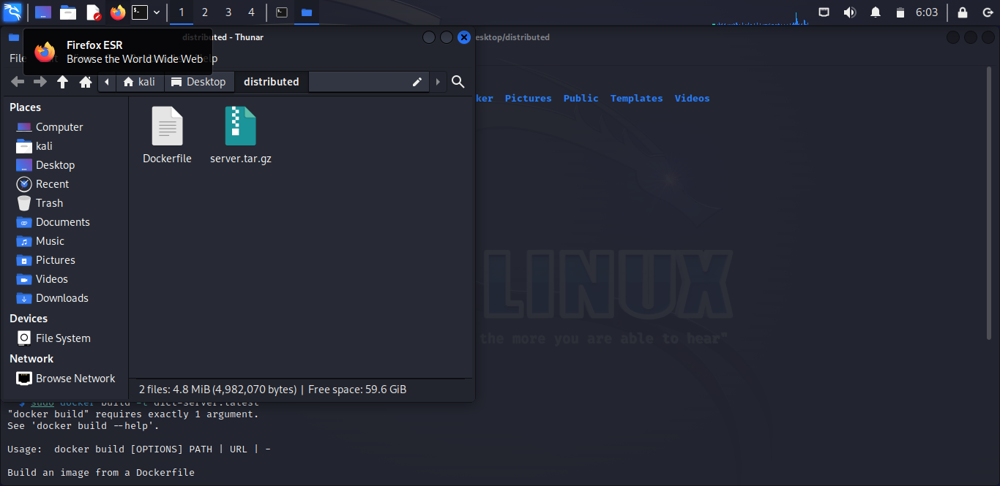 1 2 3 4
6:03
distributed - Thunar
esktop/distributed
Firefox ESR
Browse the World Wide Web
File
elp
kali
Desktop
distributed
ker Pictures Public Templates Videos
Places
Computer
kali
Desktop
Recent
Trash
Documents
Music
Pictures
Videos
Downloads
Devices
File System
Network
Browse Network
Dockerfile
server.tar.gz
2 files: 4.8 MiB (4,982,070 bytes) | Free space: 59.6 GiB
LINUX
the more you are able to hear"
$ sudo docker build -t dict-server:latest
"docker build" requires exactly 1 argument.
See 'docker build --help'.
Usage: docker build [OPTIONS] PATH | URL | -
Build an image from a Dockerfile